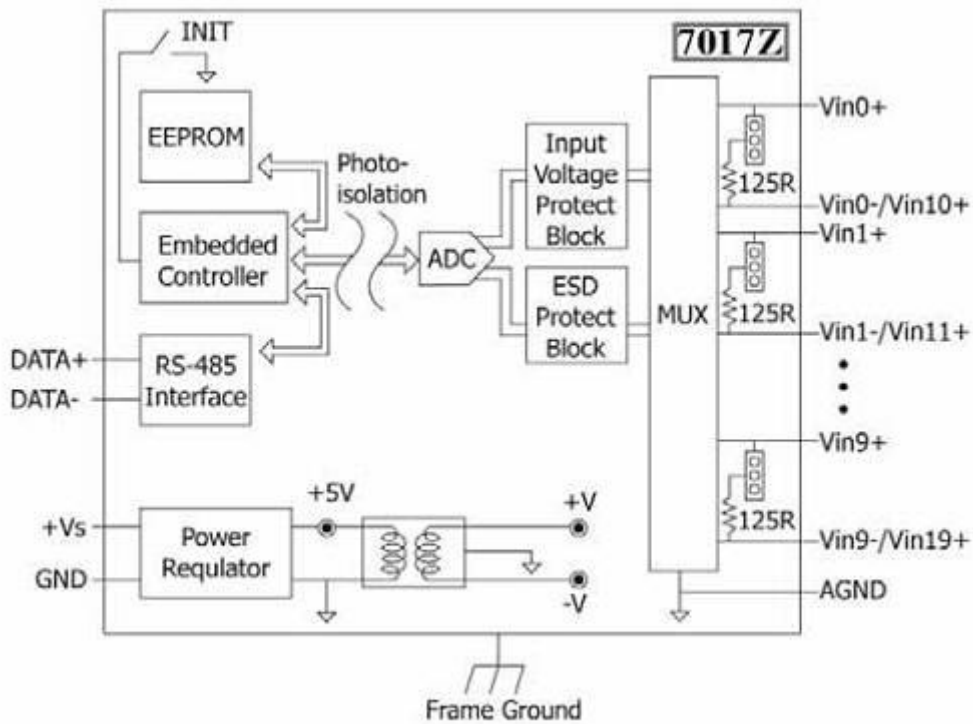 INIT
7017Z
EEPROM
Photo-
isolation
Input
Voltage
Protect
Block
Embedded
Controller
ADC
ESD
Protect
Block
MUX
RS-485
Interface
DATA+
DATA-
Vin0+
125R
Vin0-/Vin10+
Vin1+
125R
Vin1-/Vin11+
Vin9+
125R
Vin9-/Vin19+
AGND
+Vs
GND
Power
Requlator
+5V
+V
-V
Frame Ground